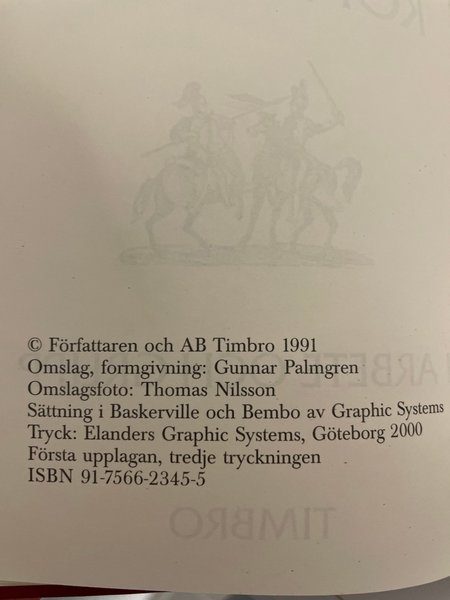 © Författaren och AB Timbro 1991
Omslag, formgivning: Gunnar Palmgren
Omslagsfoto: Thomas Nilsson
Sättning i Baskerville och Bembo av Graphic Systems
Tryck: Elanders Graphic Systems, Göteborg 2000
Första upplagan, tredje tryckningen
ISBN 91-7566-2345-5
TIMBRO